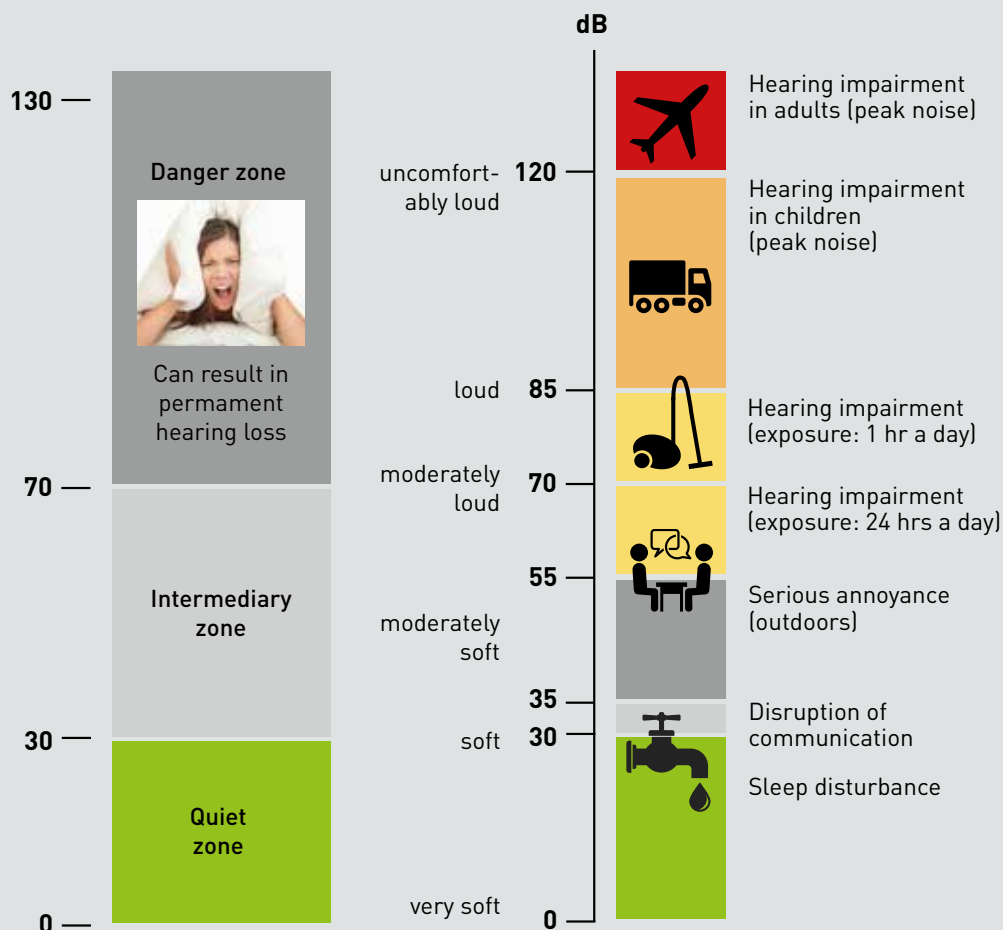 dB
130
Danger zone
Can result in
permament
hearing loss
70
Intermediary
zone
30
Quiet
zone
0
uncomfort-
ably loud
loud
moderately
loud
moderately
soft
soft
very soft
120
85
70
55
35
30
0
Hearing impairment
in adults (peak noise)
Hearing impairment
in children
(peak noise)
Hearing impairment
(exposure: 1 hr a day)
Hearing impairment
(exposure: 24 hrs a day)
Serious annoyance
(outdoors)
Disruption of
communication
Sleep disturbance